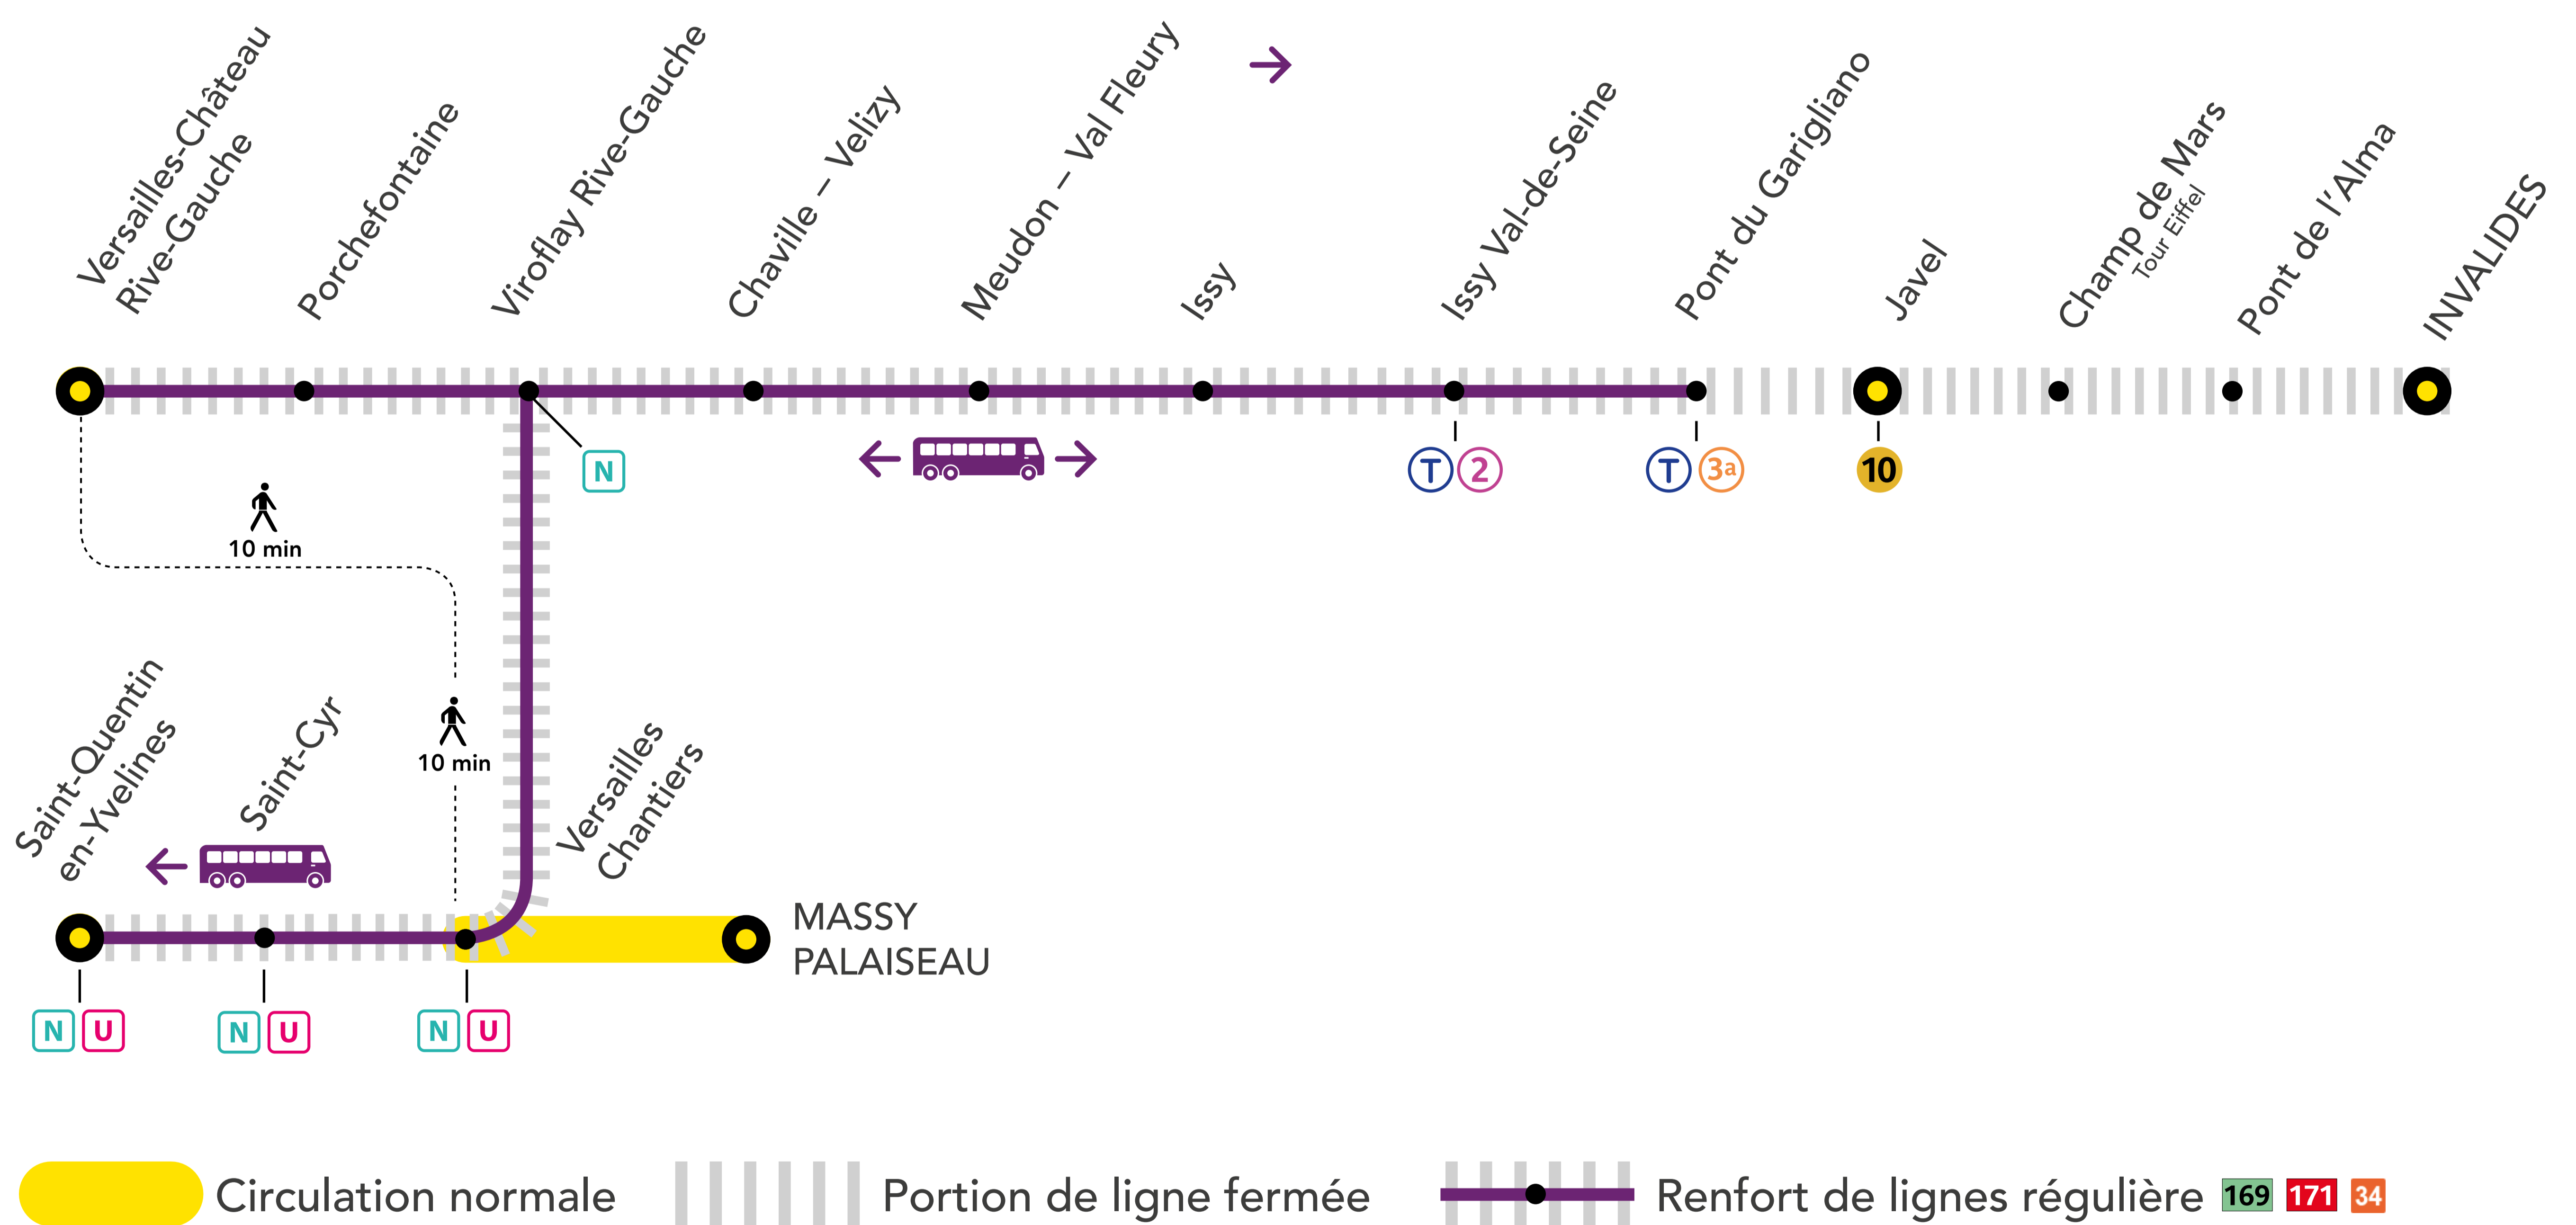 Versailles-Château
Rive-Gauche
Porchefontaine
Viroflay Rive-Gauche
Chaville – Velizy
Meudon – Val Fleury
Issy
Issy Val-de-Seine
Pont du Garigliano
Javel
Champ de Mars
Tour Eiffel
Pont de l'Alma
INVALIDES
N
T 2
T 3a
10
10 min
10 min
Saint-Quentin
en-Yvelines
Saint-Cyr
Versailles
Chantiers
MASSY
PALAISEAU
N U
N U
N U
Circulation normale
Portion de ligne fermée
Renfort de lignes régulière 169 171 34